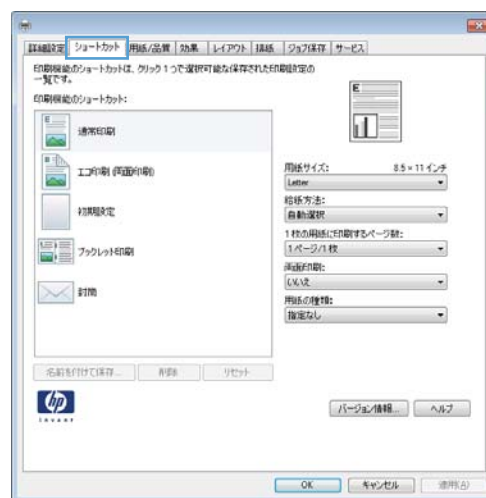 詳細設定 ショートカット 用紙/品質 効果 レイアウト 排紙 ジョブ保存 サービス
印刷機能のショートカットは、クリック 1 つで選択可能な保存された印刷設定の
一覧です。
印刷機能のショートカット:
通常印刷
エコ印刷 (両面印刷)
初期設定
ブックレット印刷
封筒
名前を付けて保存... 削除 リセット
E
用紙サイズ: 8.5 × 11 インチ
Letter
給紙方法:
自動選択
1 枚の用紙に印刷するページ数:
1 ページ/1 枚
両面印刷:
いいえ
用紙の種類:
指定なし
hp
invent
バージョン情報... ヘルプ
OK キャンセル 適用(A)